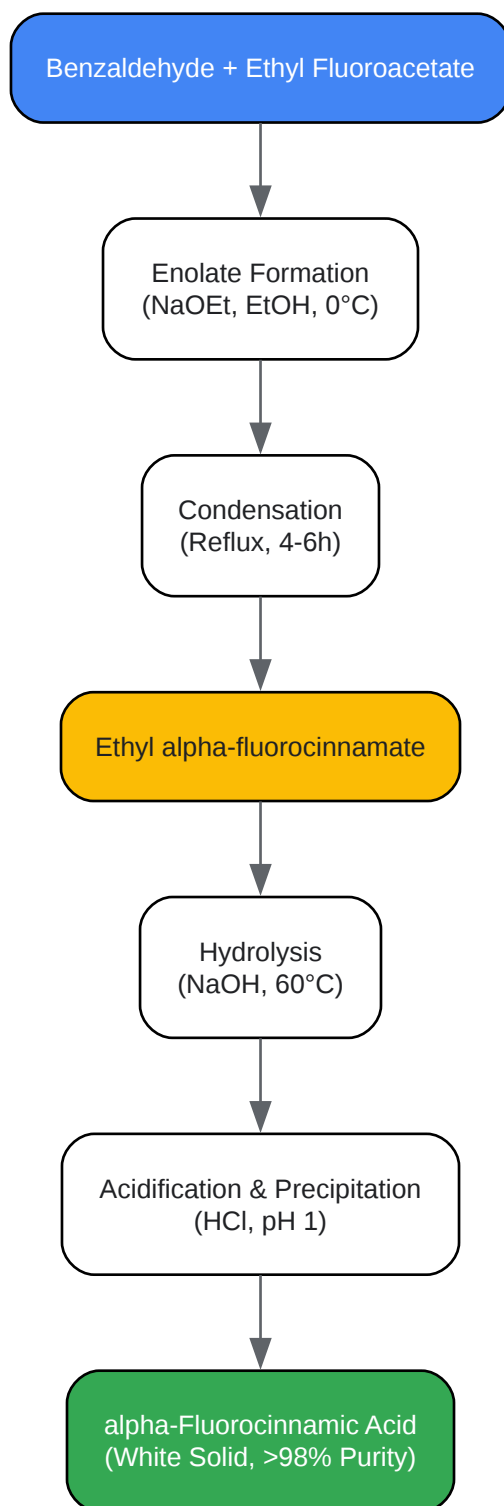 Benzaldehyde + Ethyl Fluoroacetate
Enolate Formation
(NaOEt, EtOH, 0°C)
Condensation
(Reflux, 4-6h)
Ethyl alpha-fluorocinnamate
Hydrolysis
(NaOH, 60°C)
Acidification & Precipitation
(HCl, pH 1)
alpha-Fluorocinnamic Acid
(White Solid, >98% Purity)